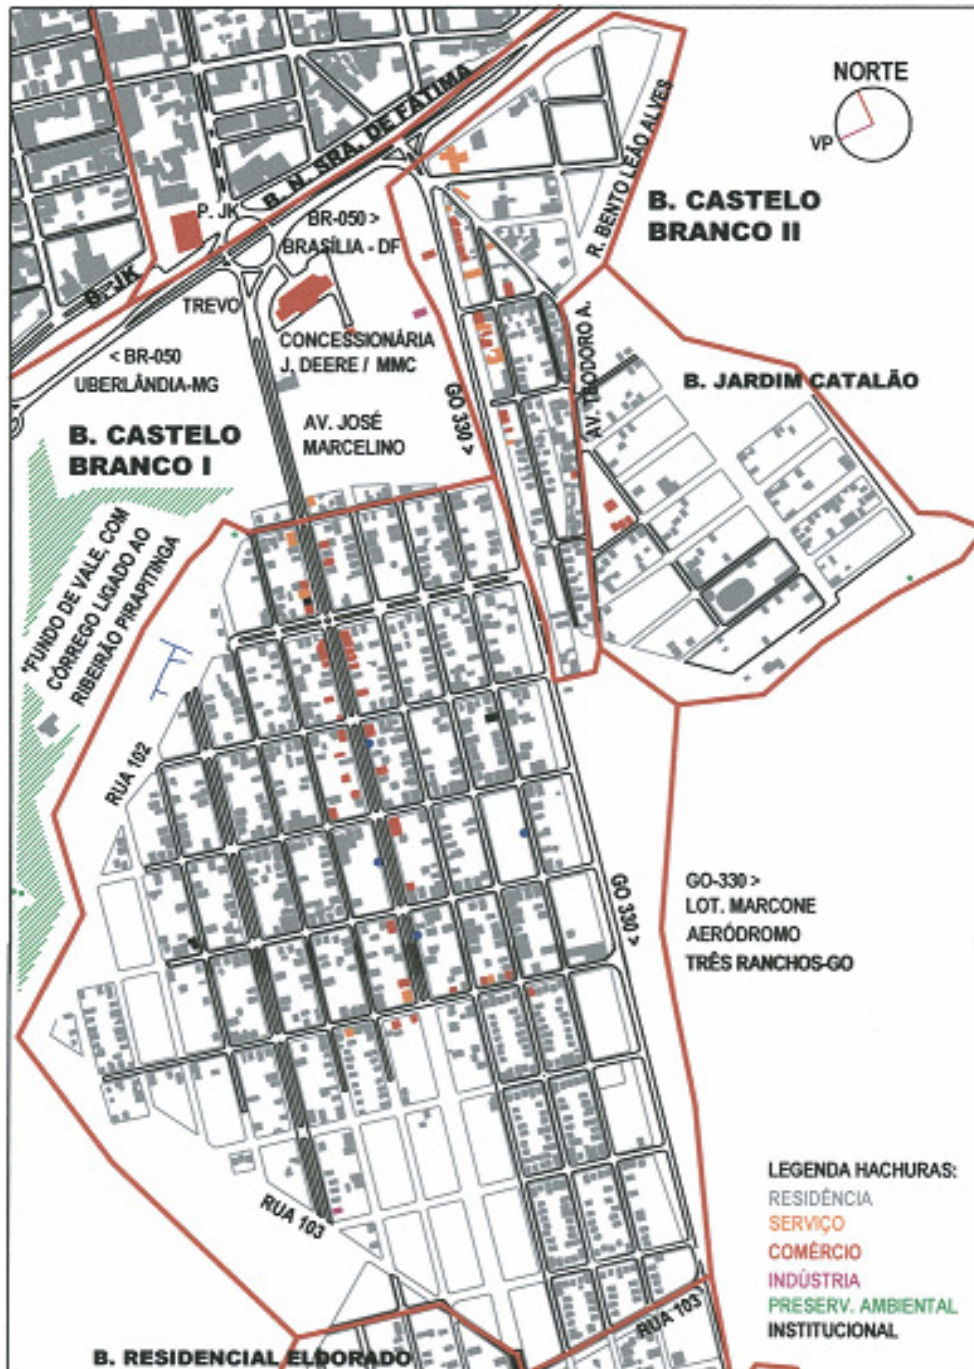 NORTE
VP
B. N. SRA. DE FÁTIMA
R. BENTO LEÃO ALVES
B. CASTELO
BRANCO II
P. JK
BR-050 >
BRASÍLIA - DF
B. JK
TREVO
CONCESSIONÁRIA
J. DEERE / MMC
< BR-050
UBERLÂNDIA-MG
GO 330 >
AV. TEODORO A.
B. JARDIM CATALÃO
AV. JOSÉ
MARCELINO
B. CASTELO
BRANCO I
*FUNDO DE VALE, COM
CÓRREGO LIGADO AO
RIBEIRÃO PIRAPITINGA
RUA 102
GO 330 >
GO-330 >
LOT. MARCONE
AERÓDROMO
TRÊS RANCHOS-GO
RUA 103
LEGENDA HACHURAS:
RESIDÊNCIA
SERVIÇO
COMÉRCIO
INDÚSTRIA
PRESERV. AMBIENTAL
INSTITUCIONAL
RUA 103
B. RESIDENCIAL ELDORADO